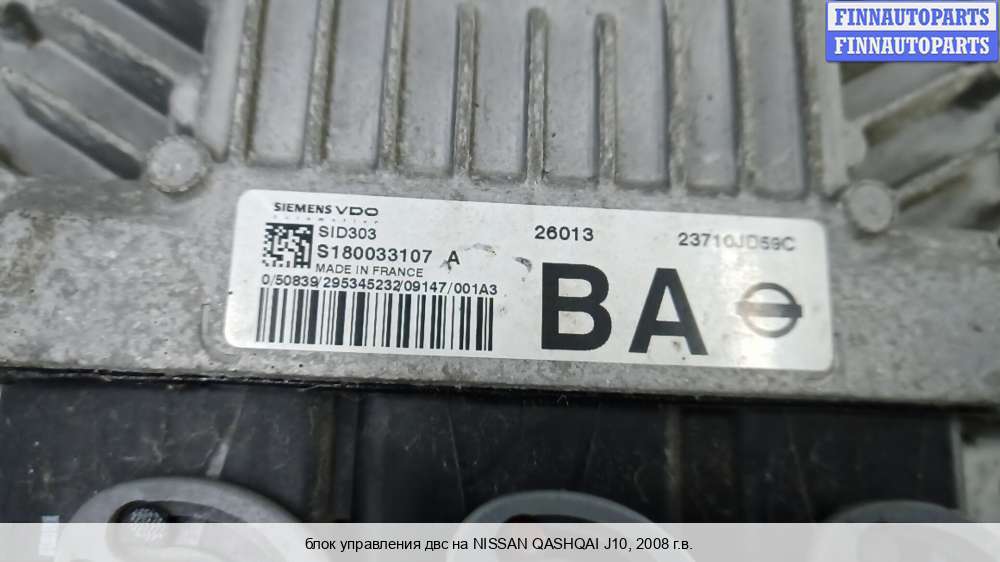 FINNAUTOPARTS
FINNAUTOPARTS
SIEMENS VDO
automotive
SID303
26013
23710JD59C
S180033107 A
MADE IN FRANCE
0/50839/295345232/09147/001A3
BA
блок управления двс на NISSAN QASHQAI J10, 2008 г.в.